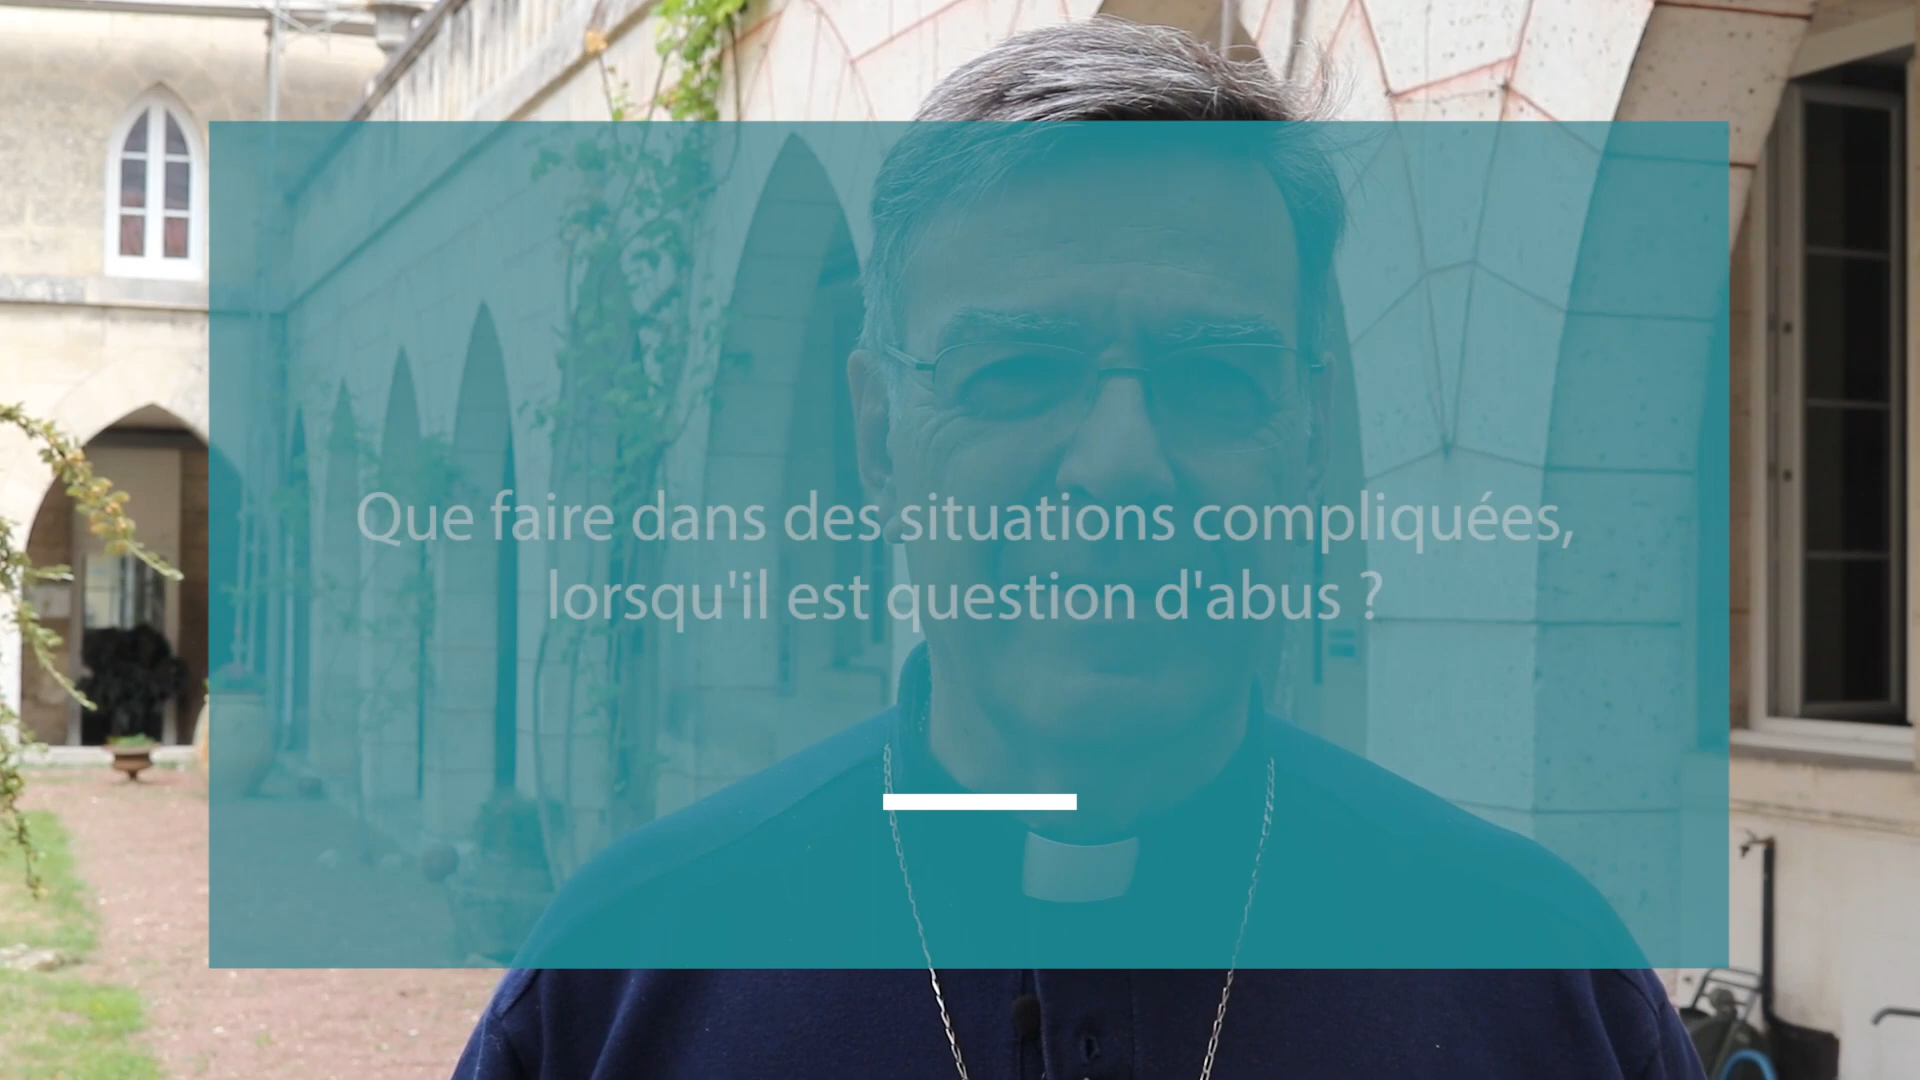 Que faire dans des situations compliquées,
lorsqu'il est question d'abus ?